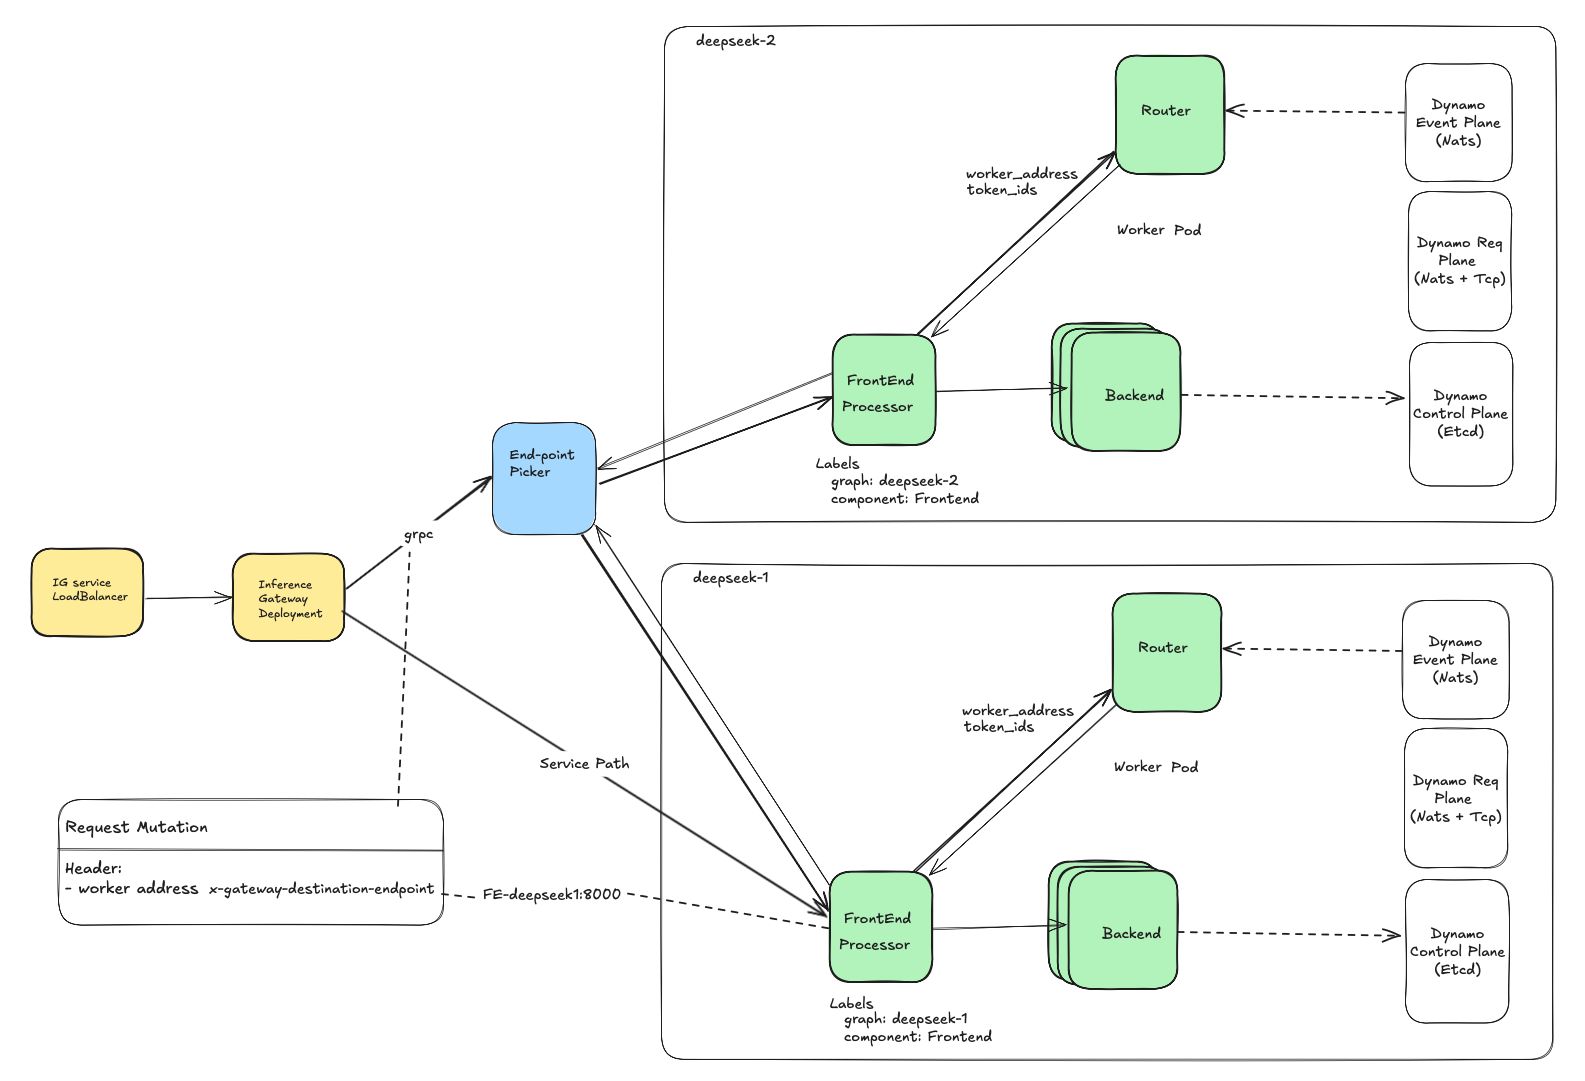 deepseek-2
Router
Dynamo
Event Plane
(Nats)
worker_address
token_ids
Worker Pod
Dynamo Req
Plane
(Nats + Tcp)
FrontEnd
Processor
Backend
Dynamo
Control Plane
(Etcd)
Labels
graph: deepseek-2
component: Frontend
End-point
Picker
grpc
IG service
LoadBalancer
Inference
Gateway
Deployment
Service Path
Request Mutation
Header:
- worker address x-gateway-destination-endpoint
FE-deepseek1:8000
deepseek-1
Router
Dynamo
Event Plane
(Nats)
worker_address
token_ids
Worker Pod
Dynamo Req
Plane
(Nats + Tcp)
FrontEnd
Processor
Backend
Dynamo
Control Plane
(Etcd)
Labels
graph: deepseek-1
component: Frontend